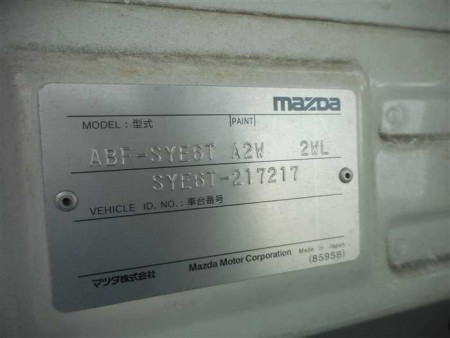 mazda
MODEL : 型式 PAINT
ABF-SYE6T A2W 2WL
SYE6T-217217
VEHICLE ID. NO. : 車台番号
マツダ株式会社 Mazda Motor Corporation Made in Japan
(8595B)